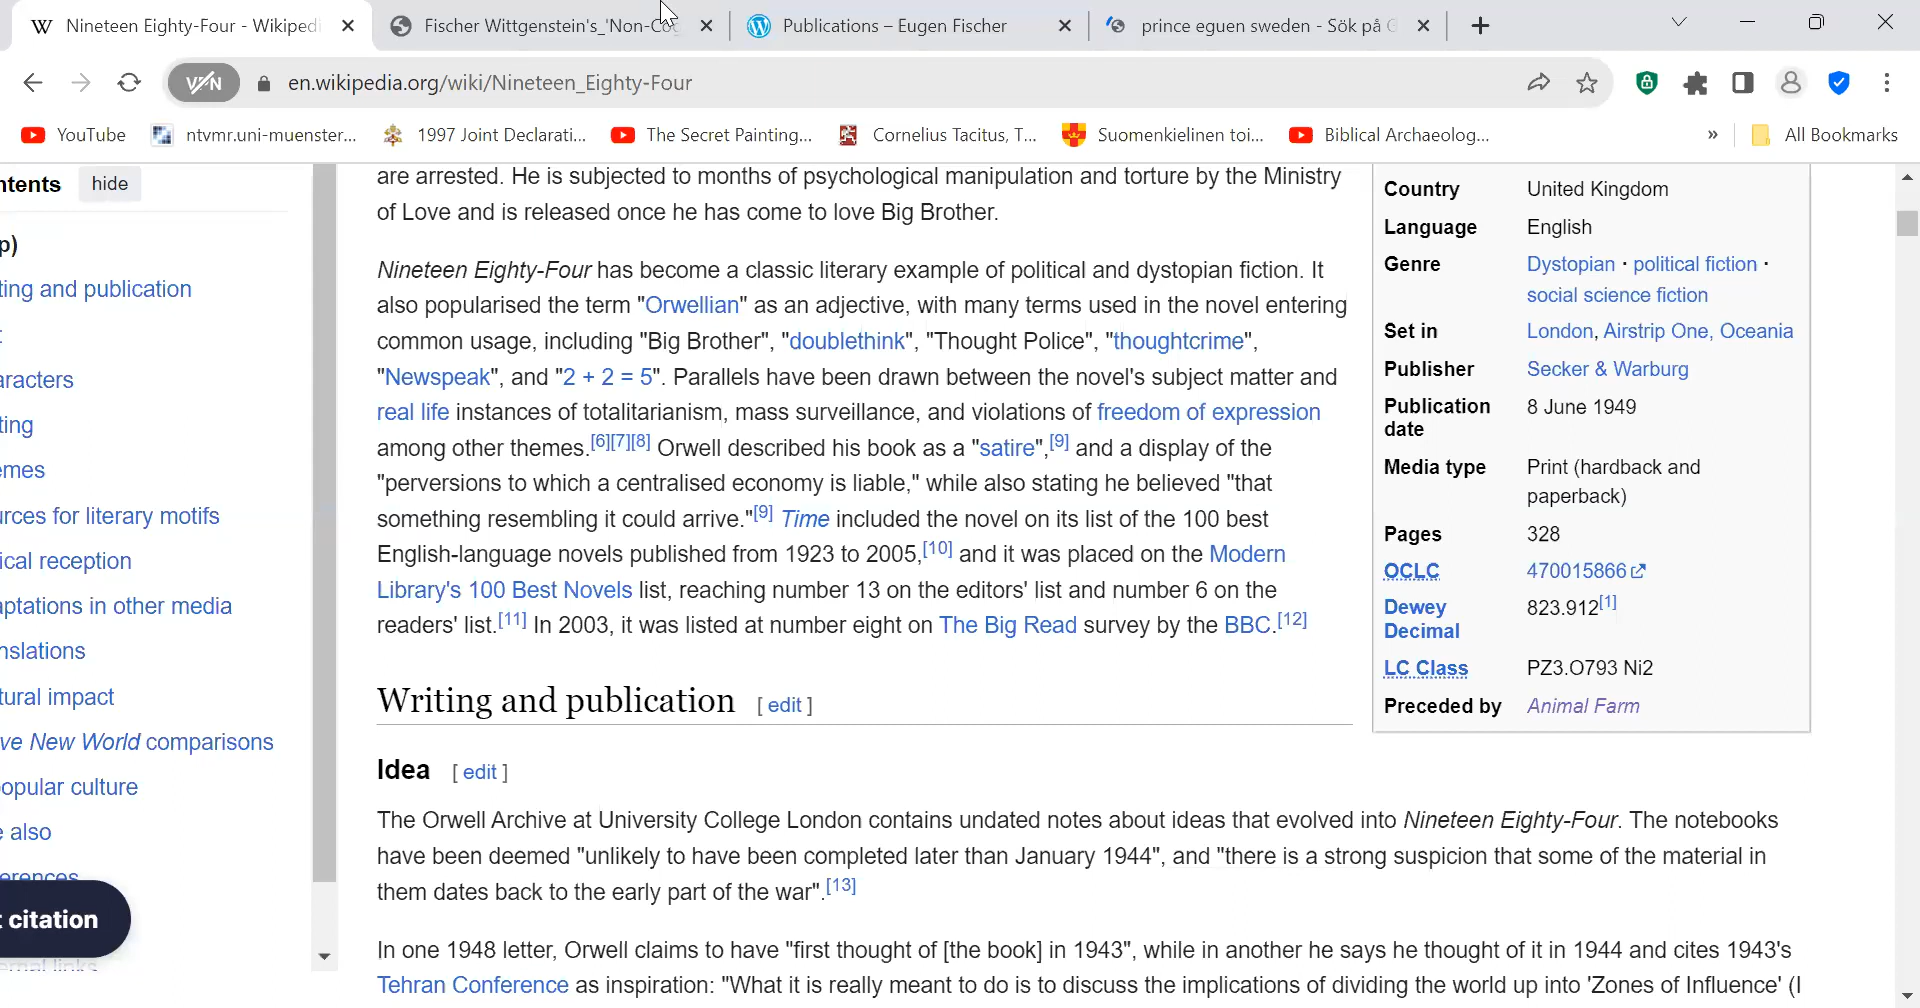 Nineteen Eighty-Four - Wikiped
Fischer Wittgenstein's_'Non-Cog
Publications – Eugen Fischer
prince eguen sweden - Sök på G
VPN
en.wikipedia.org/wiki/Nineteen_Eighty-Four
YouTube
ntvmr.uni-muenster...
1997 Joint Declarati...
The Secret Painting...
Cornelius Tacitus, T...
Suomenkielinen toi...
Biblical Archaeolog...
»
All Bookmarks
ntents hide
p)
ting and publication
aracters
ting
emes
urces for literary motifs
ical reception
aptations in other media
nslations
tural impact
ve New World comparisons
opular culture
e also
erences
t citation
ernal links
are arrested. He is subjected to months of psychological manipulation and torture by the Ministry
of Love and is released once he has come to love Big Brother.
Nineteen Eighty-Four has become a classic literary example of political and dystopian fiction. It
also popularised the term "Orwellian" as an adjective, with many terms used in the novel entering
common usage, including "Big Brother", "doublethink", "Thought Police", "thoughtcrime",
"Newspeak", and "2 + 2 = 5". Parallels have been drawn between the novel's subject matter and
real life instances of totalitarianism, mass surveillance, and violations of freedom of expression
among other themes.[6][7][8] Orwell described his book as a "satire",[9] and a display of the
"perversions to which a centralised economy is liable," while also stating he believed "that
something resembling it could arrive."[9] Time included the novel on its list of the 100 best
English-language novels published from 1923 to 2005,[10] and it was placed on the Modern
Library's 100 Best Novels list, reaching number 13 on the editors' list and number 6 on the
readers' list.[11] In 2003, it was listed at number eight on The Big Read survey by the BBC.[12]
Country United Kingdom
Language English
Genre Dystopian · political fiction ·
social science fiction
Set in London, Airstrip One, Oceania
Publisher Secker & Warburg
Publication 8 June 1949
date
Media type Print (hardback and
paperback)
Pages 328
OCLC 470015866
Dewey 823.912[1]
Decimal
LC Class PZ3.O793 Ni2
Preceded by Animal Farm
Writing and publication [ edit ]
Idea [ edit ]
The Orwell Archive at University College London contains undated notes about ideas that evolved into Nineteen Eighty-Four. The notebooks
have been deemed "unlikely to have been completed later than January 1944", and "there is a strong suspicion that some of the material in
them dates back to the early part of the war".[13]
In one 1948 letter, Orwell claims to have "first thought of [the book] in 1943", while in another he says he thought of it in 1944 and cites 1943's
Tehran Conference as inspiration: "What it is really meant to do is to discuss the implications of dividing the world up into 'Zones of Influence' (I